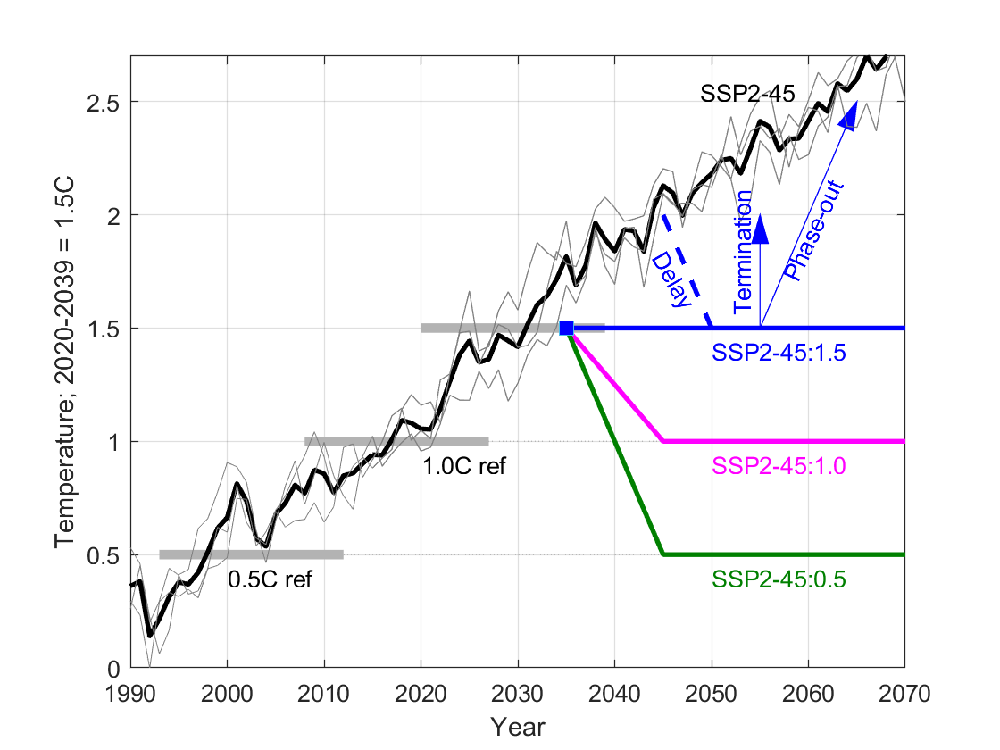 SSP2-45
2.5
2
1.5
1
0.5
0
Temperature; 2020-2039 = 1.5C
Delay
Termination
Phase-out
SSP2-45:1.5
1.0C ref
SSP2-45:1.0
0.5C ref
SSP2-45:0.5
1990 2000 2010 2020 2030 2040 2050 2060 2070
Year